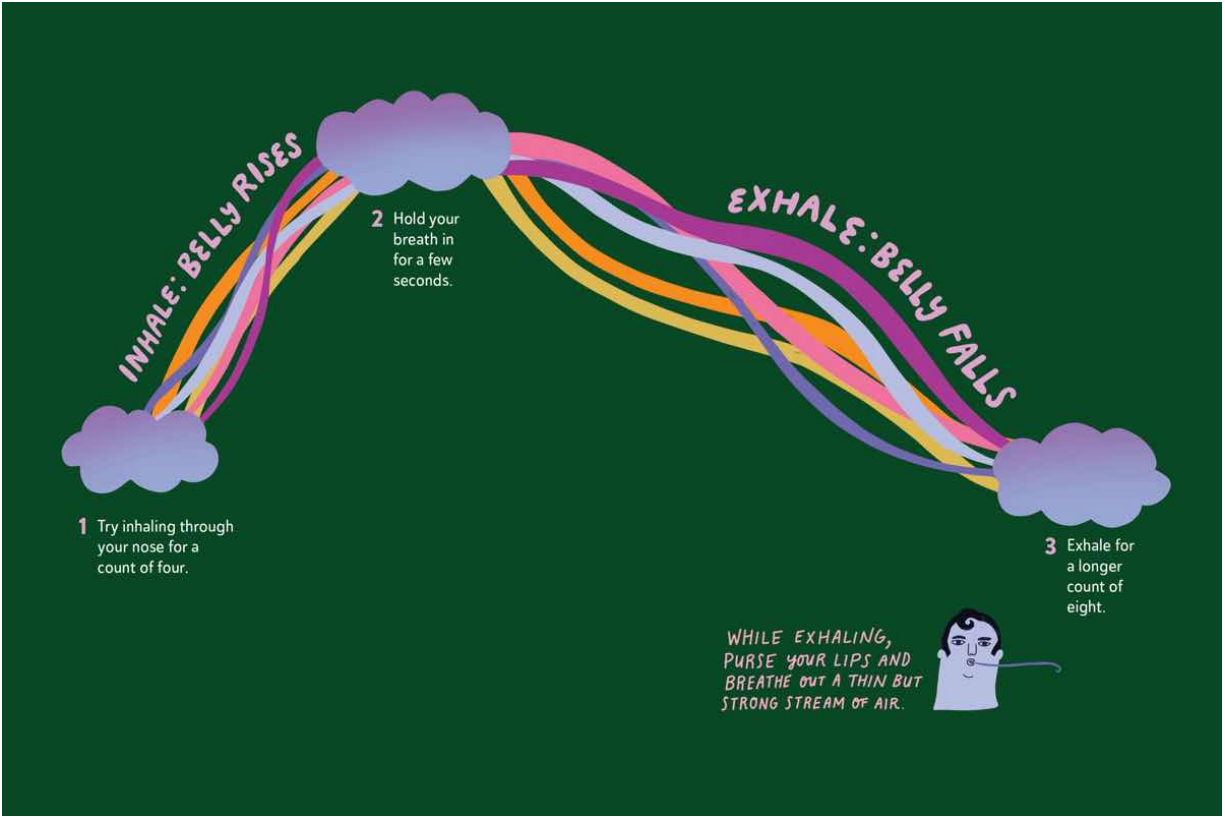 INHALE: BELLY RISES
EXHALE: BELLY FALLS
1 Try inhaling through
your nose for a
count of four.
2 Hold your
breath in
for a few
seconds.
3 Exhale for
a longer
count of
eight.
WHILE EXHALING,
PURSE YOUR LIPS AND
BREATHE OUT A THIN BUT
STRONG STREAM OF AIR.